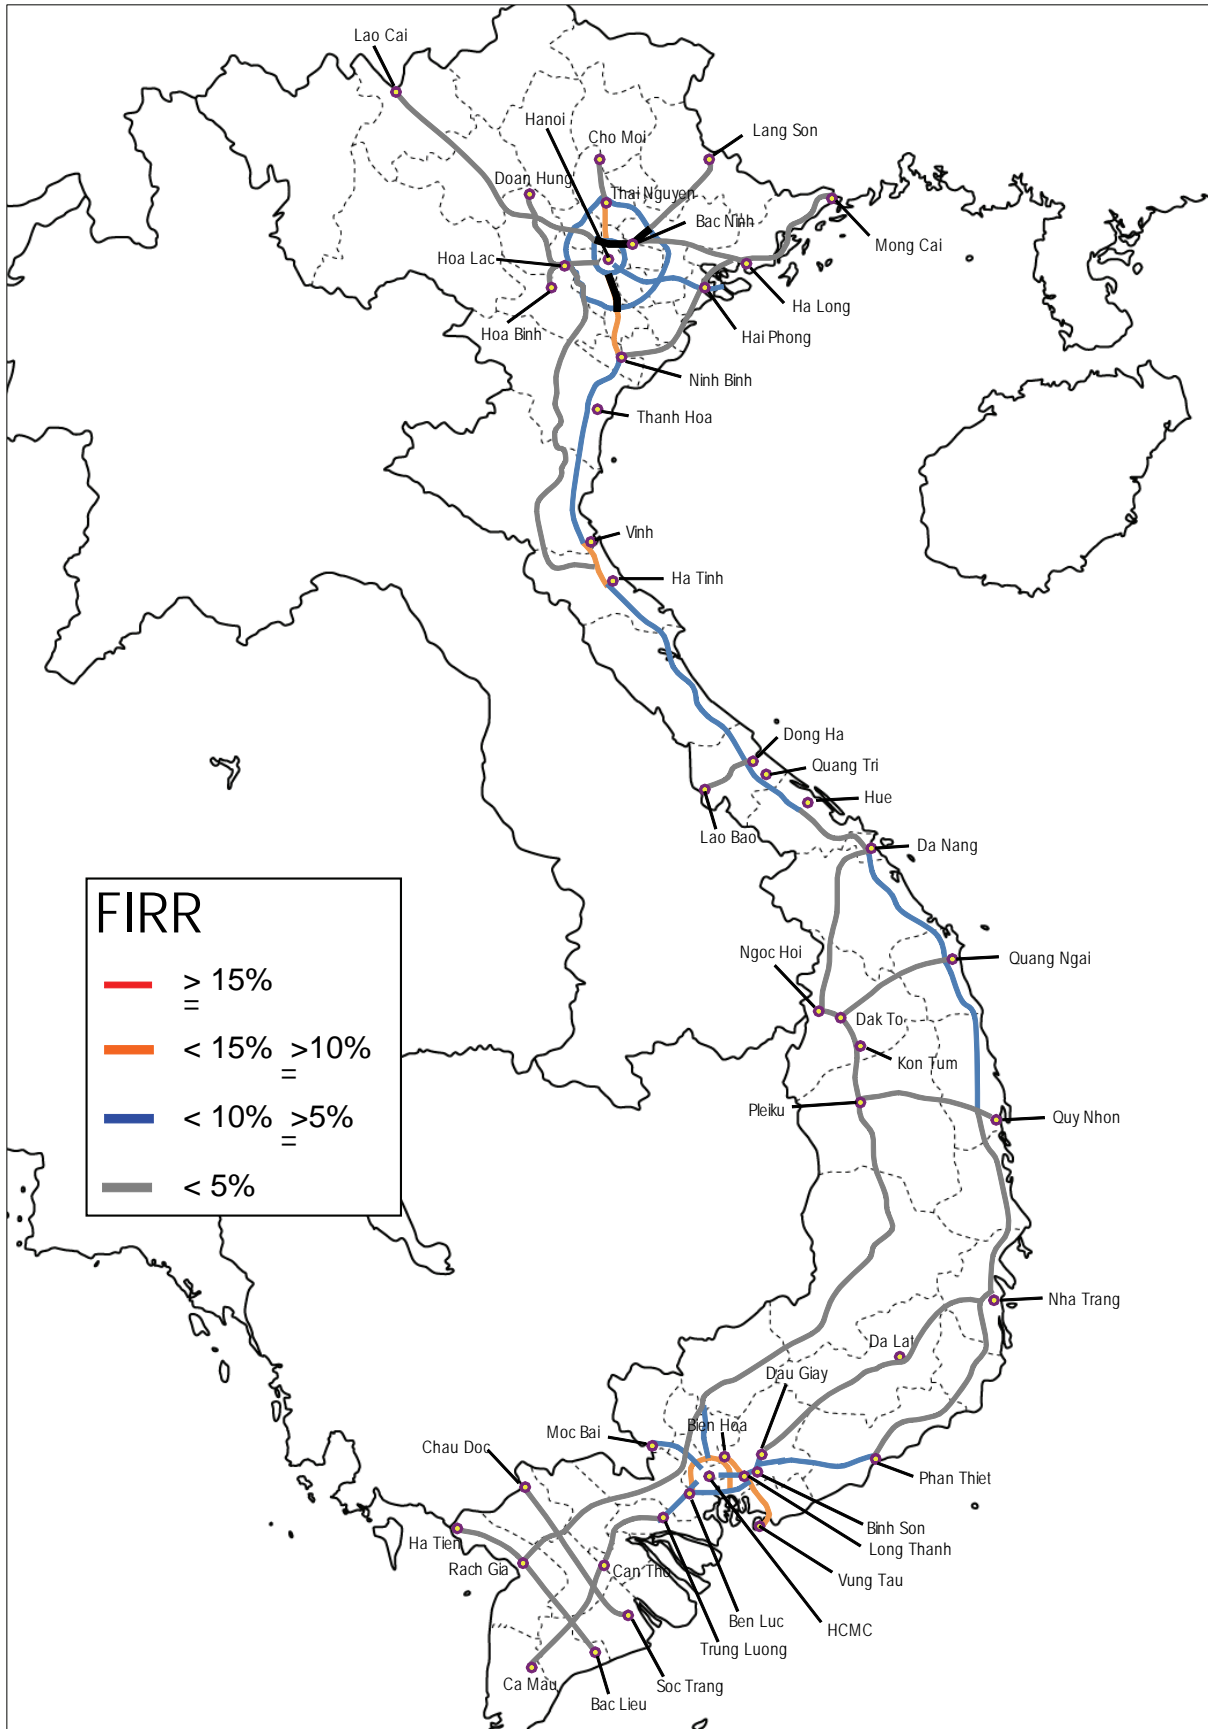 Lao Cai
Hanoi
Cho Moi
Lang Son
Doan Hung
Thai Nguyen
Bac Ninh
Mong Cai
Hoa Lac
Ha Long
Hoa Binh
Hai Phong
Ninh Binh
Thanh Hoa
Vinh
Ha Tinh
Dong Ha
Quang Tri
Hue
Lao Bao
Da Nang
FIRR
> 15%
=
< 15% >10%
=
< 10% >5%
=
< 5%
Ngoc Hoi
Quang Ngai
Dak To
Kon Tum
Pleiku
Quy Nhon
Nha Trang
Da Lat
Dau Giay
Bien Hoa
Moc Bai
Chau Doc
Phan Thiet
Binh Son
Ha Tien
Long Thanh
Rach Gia
Can Tho
Vung Tau
Ben Luc
HCMC
Trung Luong
Ca Mau
Soc Trang
Bac Lieu